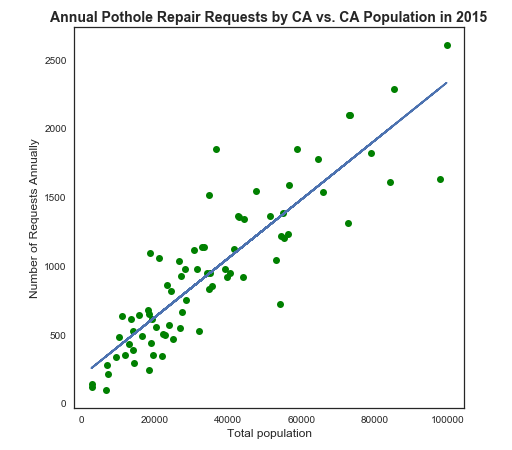 Annual Pothole Repair Requests by CA vs. CA Population in 2015
Number of Requests Annually
2500
2000
1500
1000
500
0
0 20000 40000 60000 80000 100000
Total population